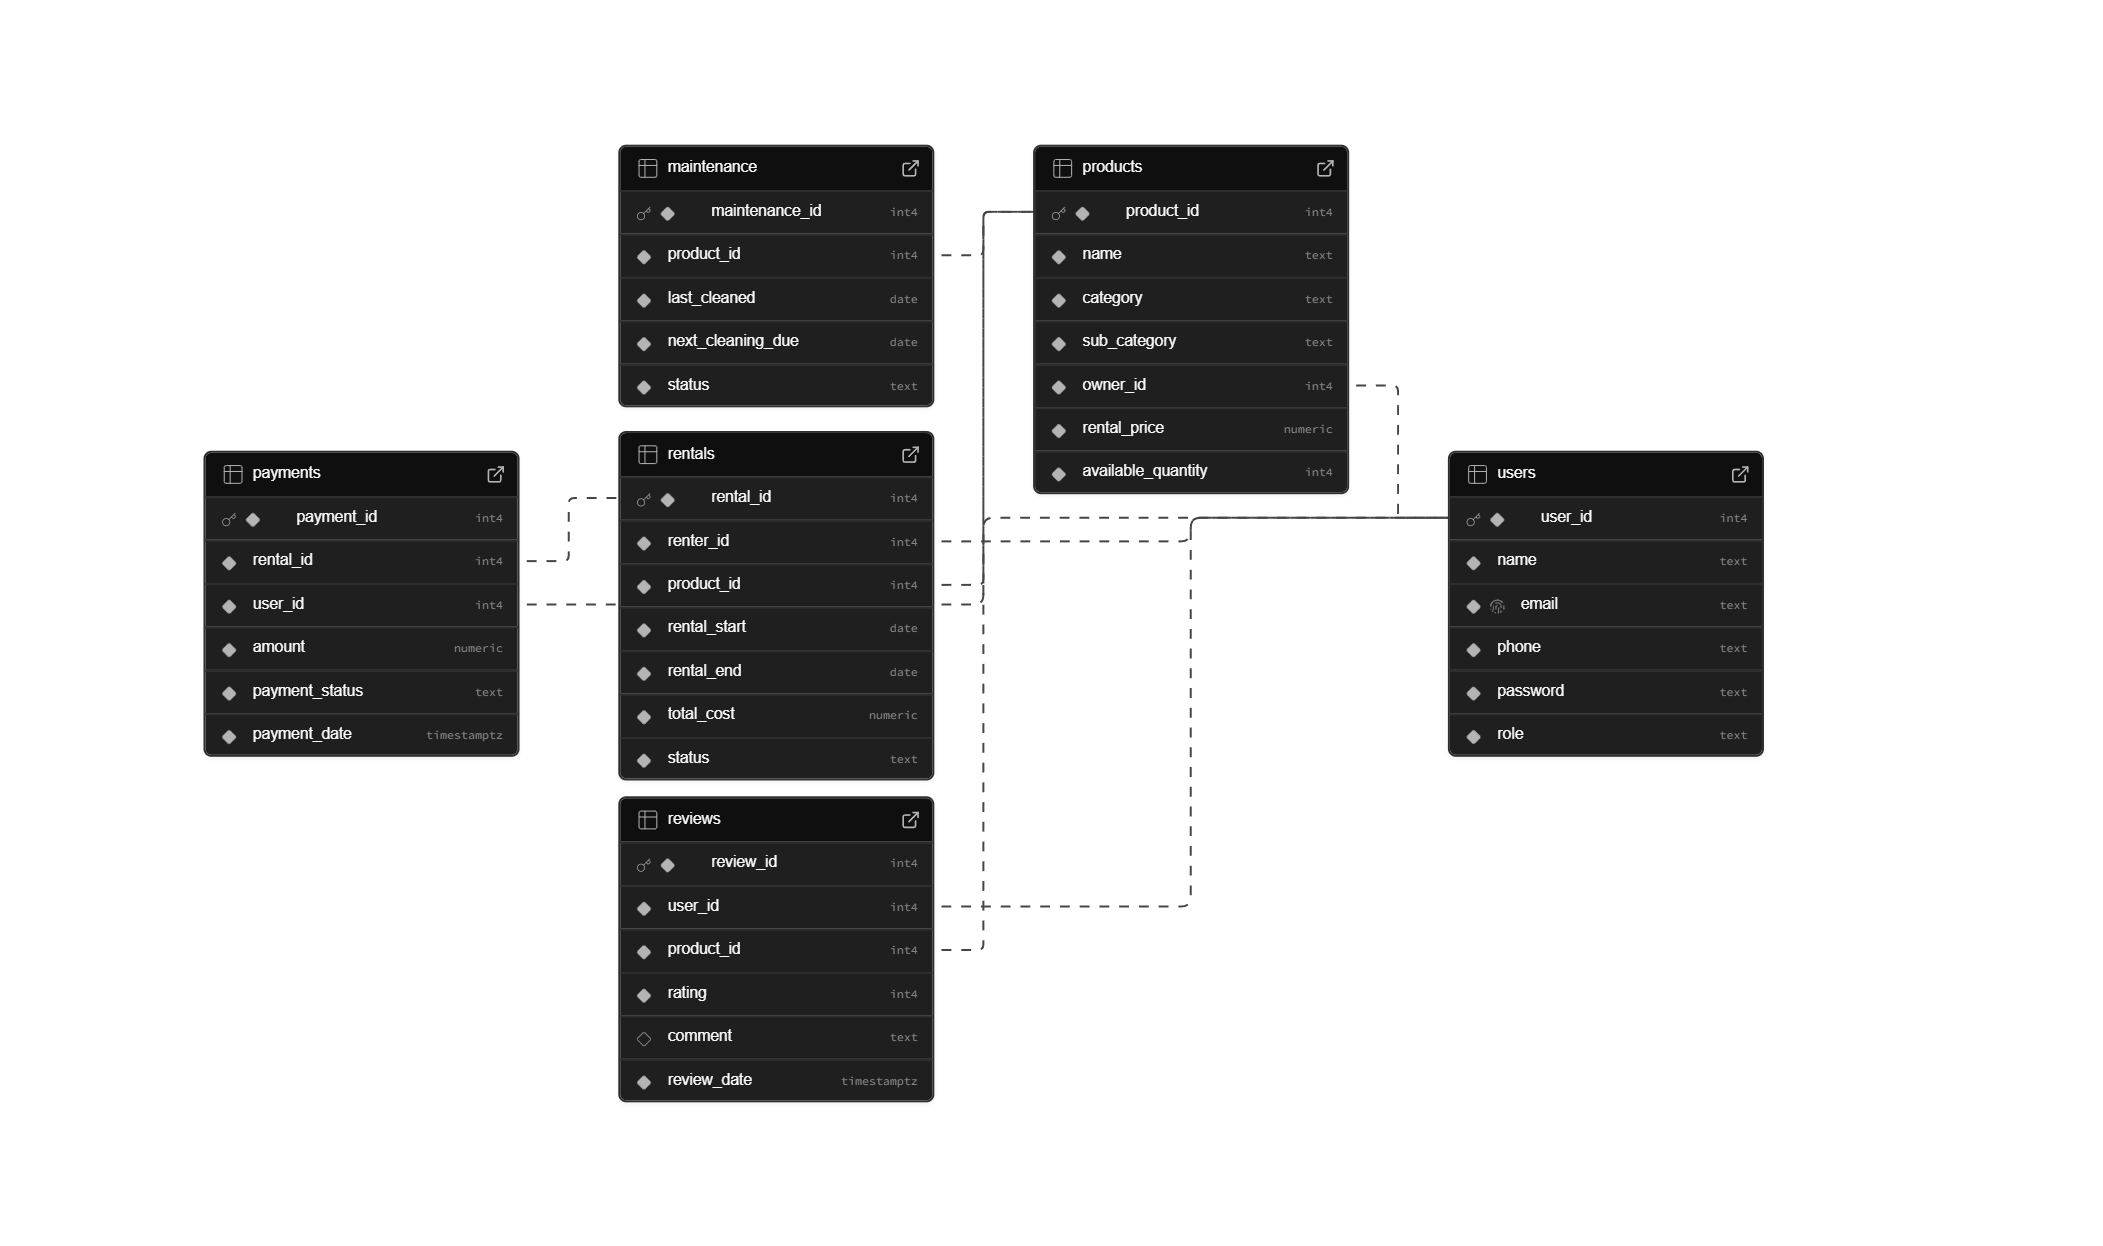 maintenance
maintenance_id int4
product_id int4
last_cleaned date
next_cleaning_due date
status text
products
product_id int4
name text
category text
sub_category text
owner_id int4
rental_price numeric
available_quantity int4
payments
payment_id int4
rental_id int4
user_id int4
amount numeric
payment_status text
payment_date timestamptz
rentals
rental_id int4
renter_id int4
product_id int4
rental_start date
rental_end date
total_cost numeric
status text
users
user_id int4
name text
email text
phone text
password text
role text
reviews
review_id int4
user_id int4
product_id int4
rating int4
comment text
review_date timestamptz